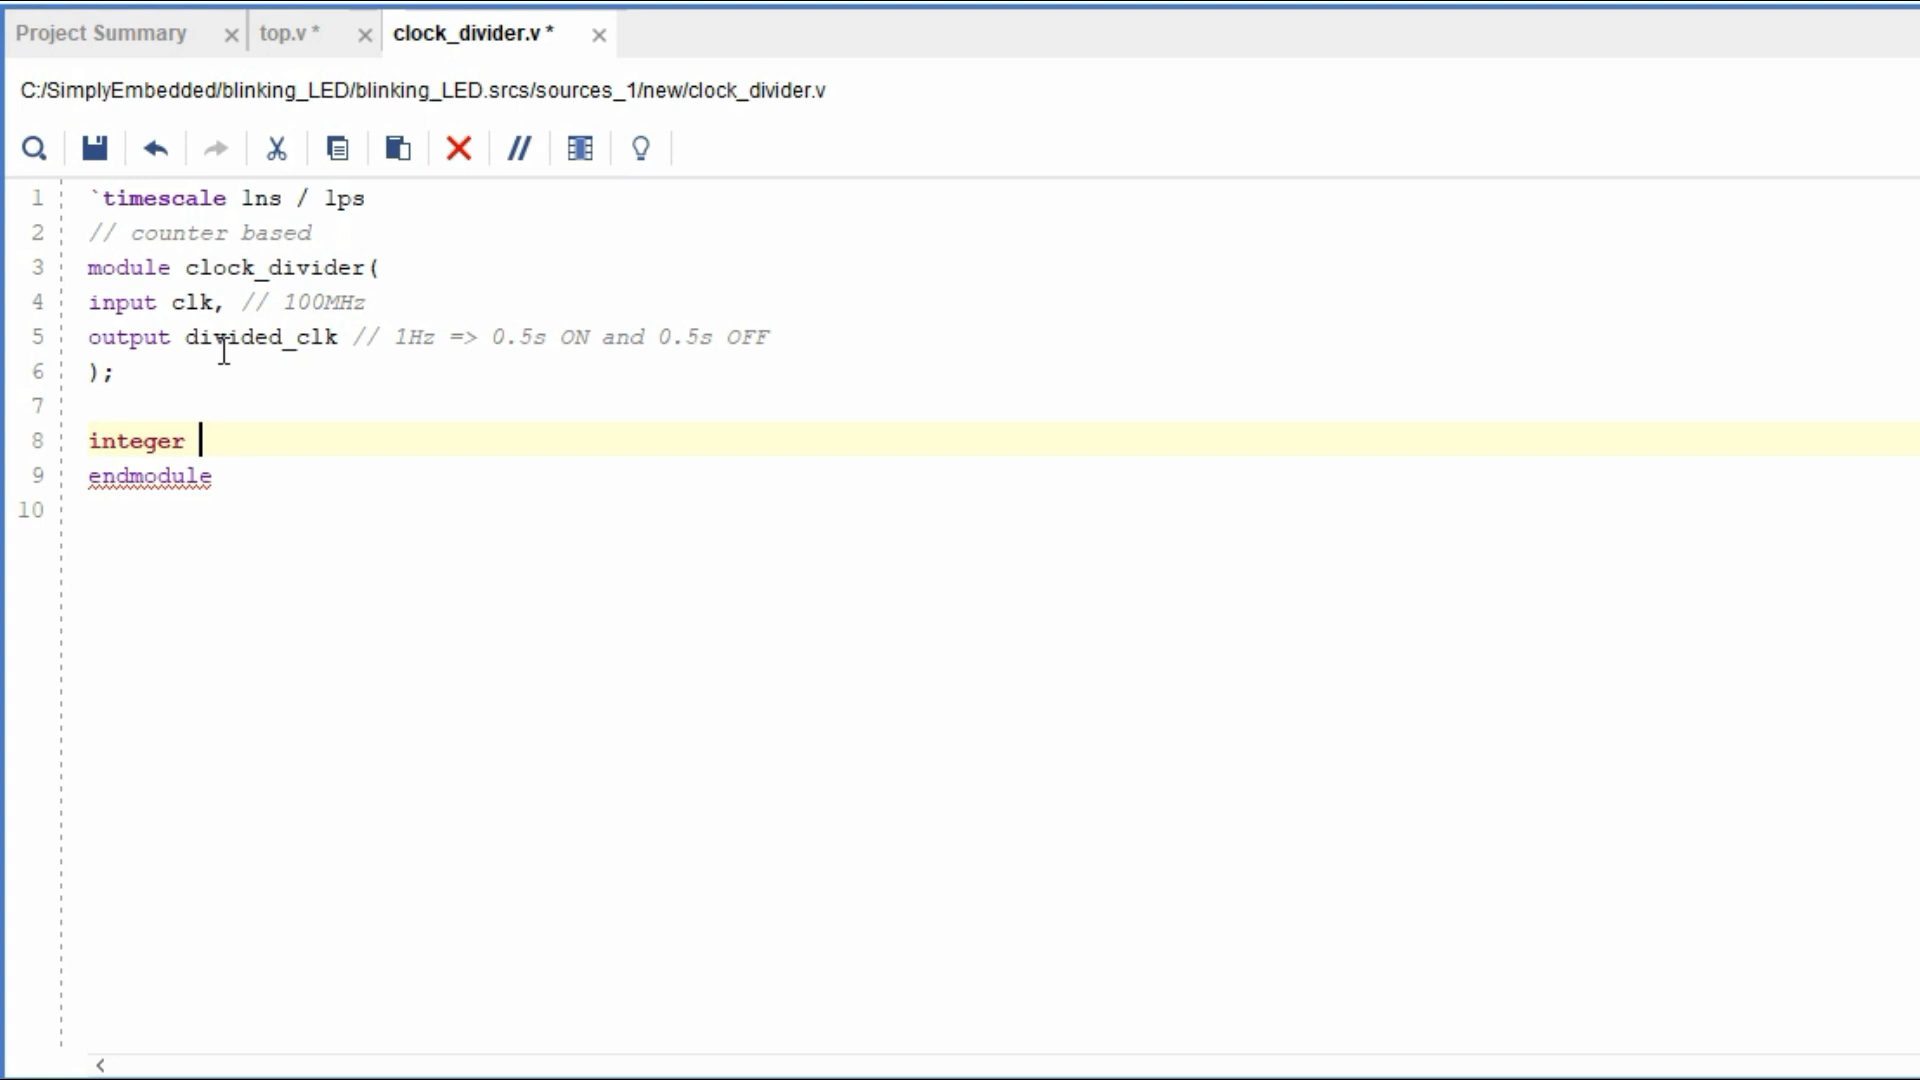 Project Summary
top.v *
clock_divider.v *
C:/SimplyEmbedded/blinking_LED/blinking_LED.srcs/sources_1/new/clock_divider.v
1 `timescale 1ns / 1ps
2 // counter based
3 module clock_divider(
4 input clk, // 100MHz
5 output divided_clk // 1Hz => 0.5s ON and 0.5s OFF
6 );
7
8 integer
9 endmodule
10